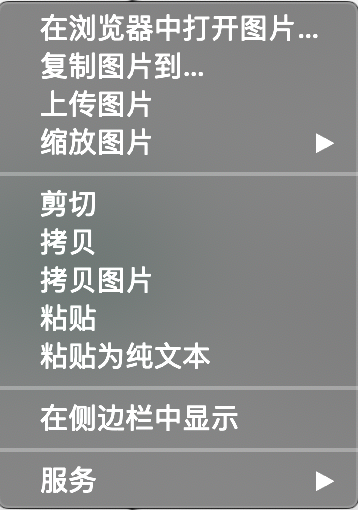 在浏览器中打开图片...
复制图片到...
上传图片
缩放图片
剪切
拷贝
拷贝图片
粘贴
粘贴为纯文本
在侧边栏中显示
服务